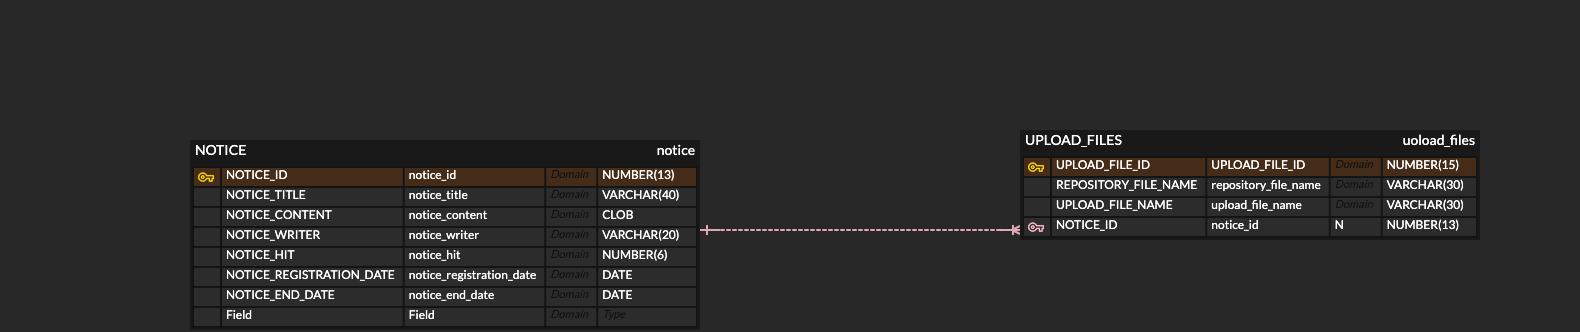 NOTICE notice
NOTICE_ID notice_id Domain NUMBER(13)
NOTICE_TITLE notice_title Domain VARCHAR(40)
NOTICE_CONTENT notice_content Domain CLOB
NOTICE_WRITER notice_writer Domain VARCHAR(20)
NOTICE_HIT notice_hit Domain NUMBER(6)
NOTICE_REGISTRATION_DATE notice_registration_date Domain DATE
NOTICE_END_DATE notice_end_date Domain DATE
Field Field Domain Type
UPLOAD_FILES uoload_files
UPLOAD_FILE_ID UPLOAD_FILE_ID Domain NUMBER(15)
REPOSITORY_FILE_NAME repository_file_name Domain VARCHAR(30)
UPLOAD_FILE_NAME upload_file_name Domain VARCHAR(30)
NOTICE_ID notice_id N NUMBER(13)